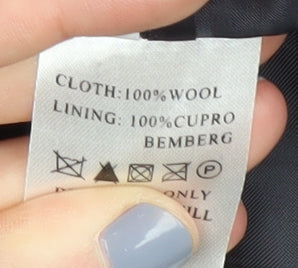 CLOTH:100%WOOL
LINING: 100%CUPRO
BEMBERG
P
ONLY